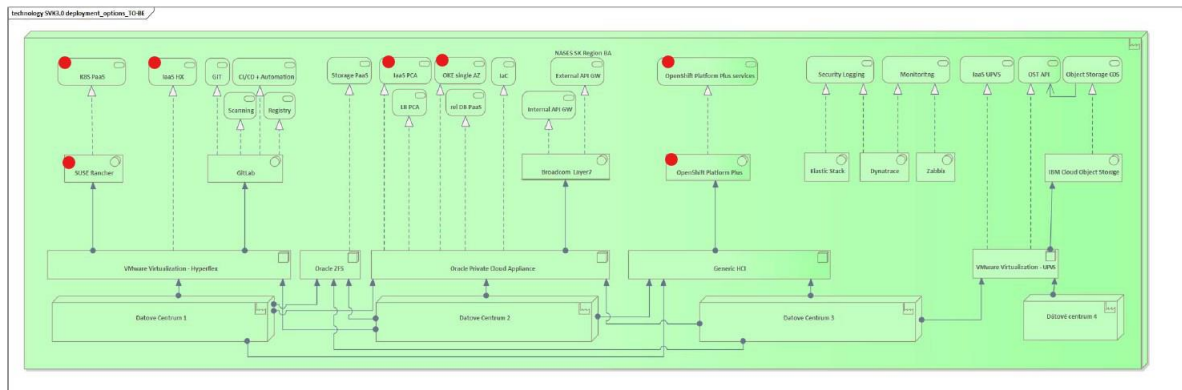 technology SVK3.0 deployment_options_TO-BE
NASES SK Region BA
K8S PaaS
IaaS HX
GIT
CI/CD + Automation
Storage PaaS
IaaS PCA
OKE single AZ
IaC
External API GW
OpenShift Platform Plus services
Security Logging
Monitoring
IaaS UPVS
OST API
Object Storage COS
Scanning
Registry
LB PCA
rel DB PaaS
Internal API GW
SUSE Rancher
GitLab
Broadcom Layer7
OpenShift Platform Plus
Elastic Stack
Dynatrace
Zabbix
IBM Cloud Object Storage
VMware Virtualization - Hyperflex
Oracle ZFS
Oracle Private Cloud Appliance
Generic HCI
VMware Virtualization - UPVS
Datove Centrum 1
Datove Centrum 2
Datove Centrum 3
Dátové centrum 4